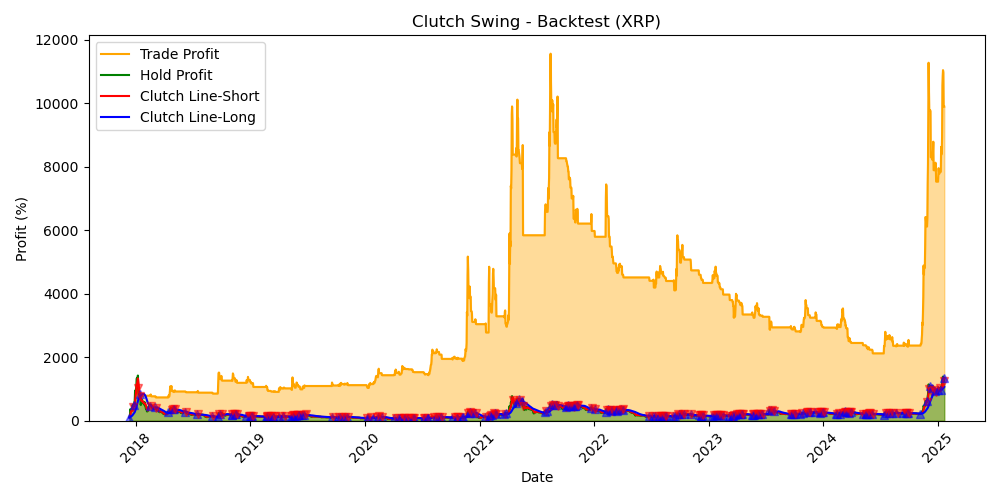 Clutch Swing - Backtest (XRP)
Trade Profit
Hold Profit
Clutch Line-Short
Clutch Line-Long
Profit (%)
12000
10000
8000
6000
4000
2000
0
2018
2019
2020
2021
2022
2023
2024
2025
Date